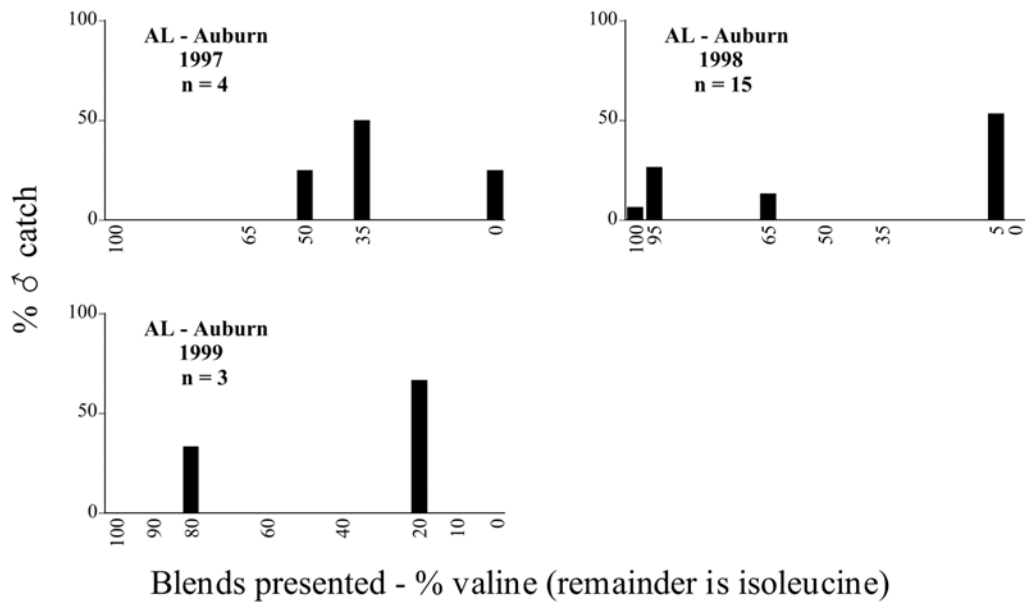 % ♂ catch
100
50
0
AL - Auburn
1997
n = 4
100 65 50 35 0
100
50
0
AL - Auburn
1998
n = 15
100 95 65 50 35 5 0
100
50
0
AL - Auburn
1999
n = 3
100 90 80 60 40 20 10 0
Blends presented - % valine (remainder is isoleucine)